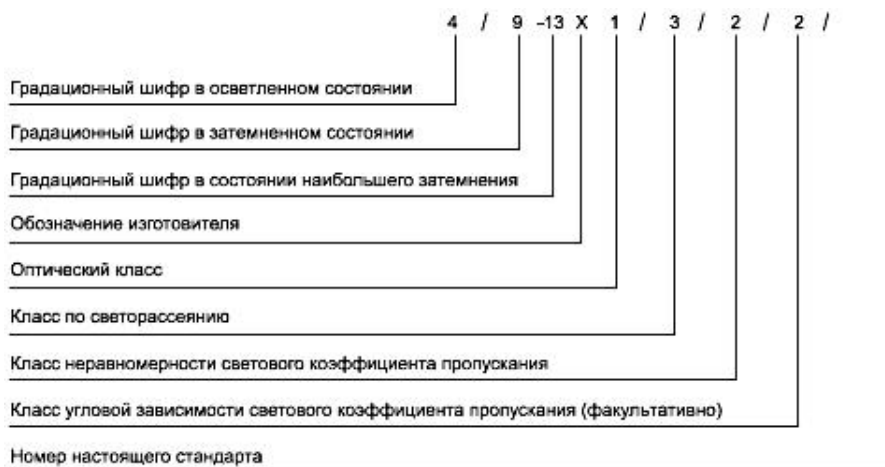 4 / 9 -13 X 1 / 3 / 2 / 2 /
Градационный шифр в осветленном состоянии
Градационный шифр в затемненном состоянии
Градационный шифр в состоянии наибольшего затемнения
Обозначение изготовителя
Оптический класс
Класс по светорассеянию
Класс неравномерности светового коэффициента пропускания
Класс угловой зависимости светового коэффициента пропускания (факультативно)
Номер настоящего стандарта